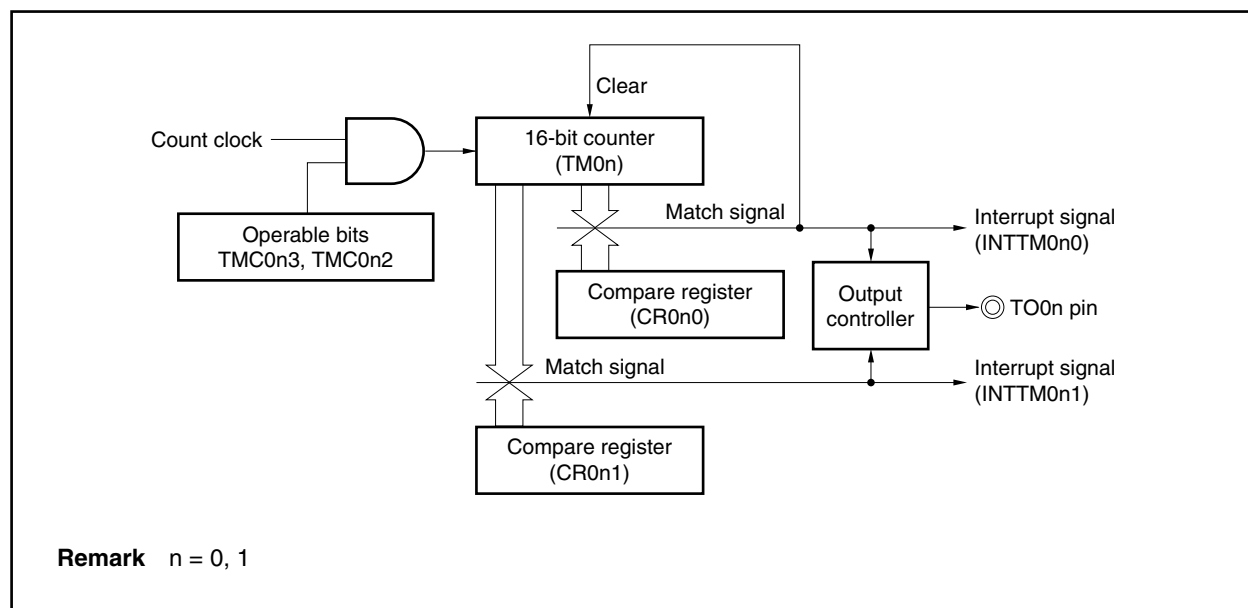 Clear
Count clock
16-bit counter
(TM0n)
Operable bits
TMC0n3, TMC0n2
Match signal
Interrupt signal
(INTTM0n0)
Compare register
(CR0n0)
Output
controller
TO0n pin
Match signal
Interrupt signal
(INTTM0n1)
Compare register
(CR0n1)
Remark n = 0, 1